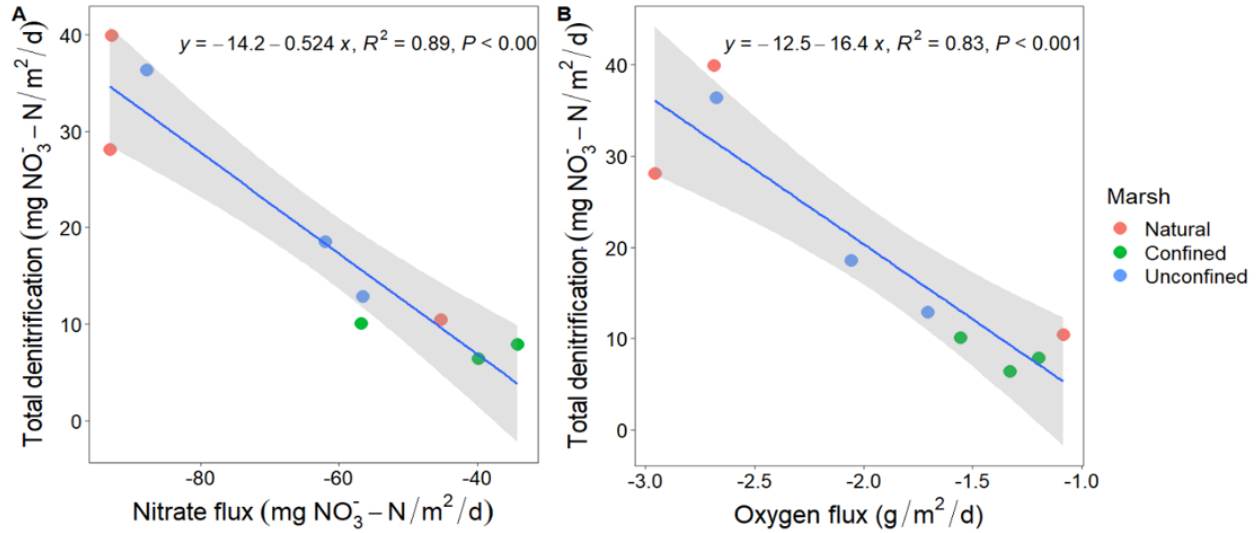 A
y = −14.2 − 0.524 x, R² = 0.89, P < 0.00
Total denitrification (mg NO₃⁻ − N/m²/d)
40
30
20
10
0
-80
-60
-40
Nitrate flux (mg NO₃⁻ − N/m²/d)
B
y = −12.5 − 16.4 x, R² = 0.83, P < 0.001
Total denitrification (mg NO₃⁻ − N/m²/d)
40
30
20
10
0
-3.0
-2.5
-2.0
-1.5
-1.0
Oxygen flux (g/m²/d)
Marsh
Natural
Confined
Unconfined